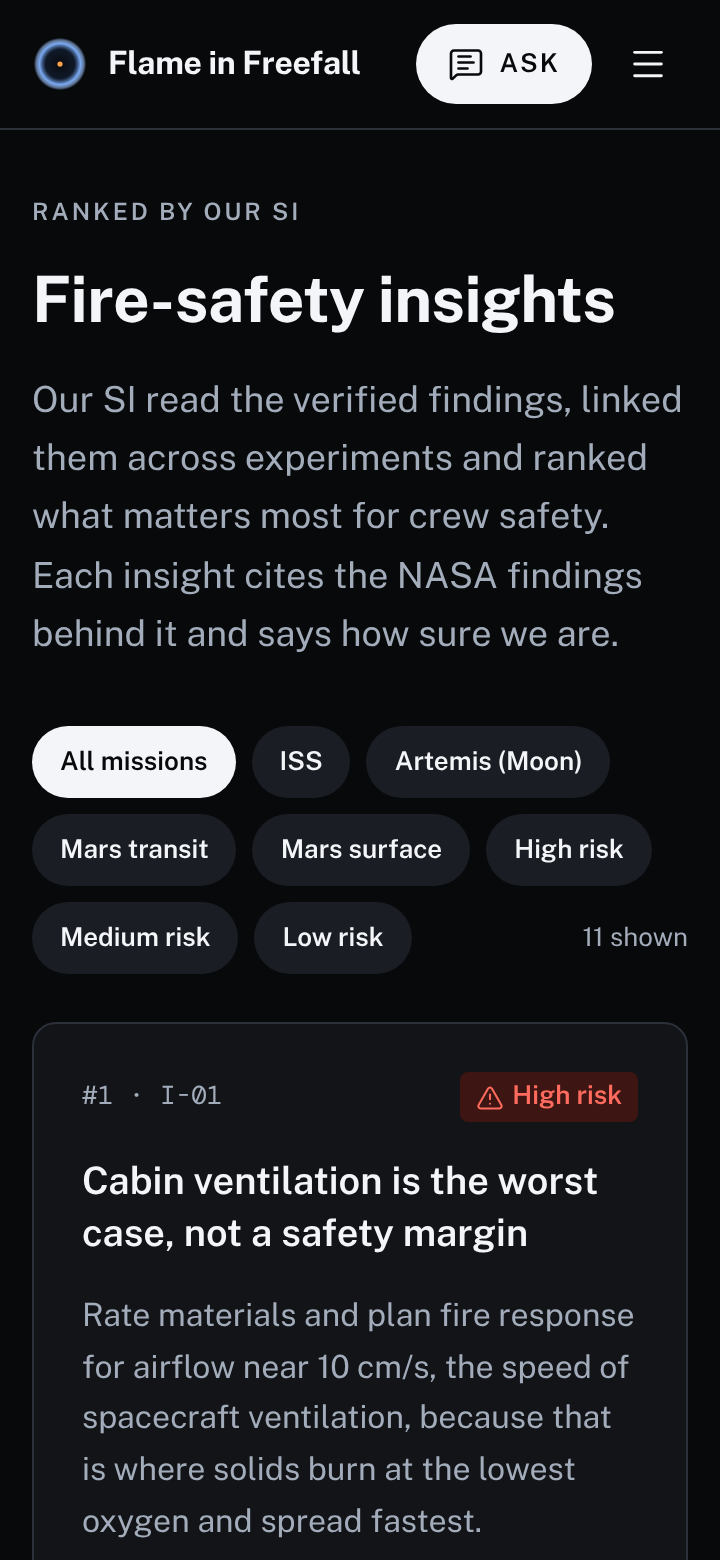 Flame in Freefall
ASK
RANKED BY OUR SI
Fire-safety insights
Our SI read the verified findings, linked
them across experiments and ranked
what matters most for crew safety.
Each insight cites the NASA findings
behind it and says how sure we are.
All missions
ISS
Artemis (Moon)
Mars transit
Mars surface
High risk
Medium risk
Low risk
11 shown
#1 · I-01
High risk
Cabin ventilation is the worst
case, not a safety margin
Rate materials and plan fire response
for airflow near 10 cm/s, the speed of
spacecraft ventilation, because that
is where solids burn at the lowest
oxygen and spread fastest.